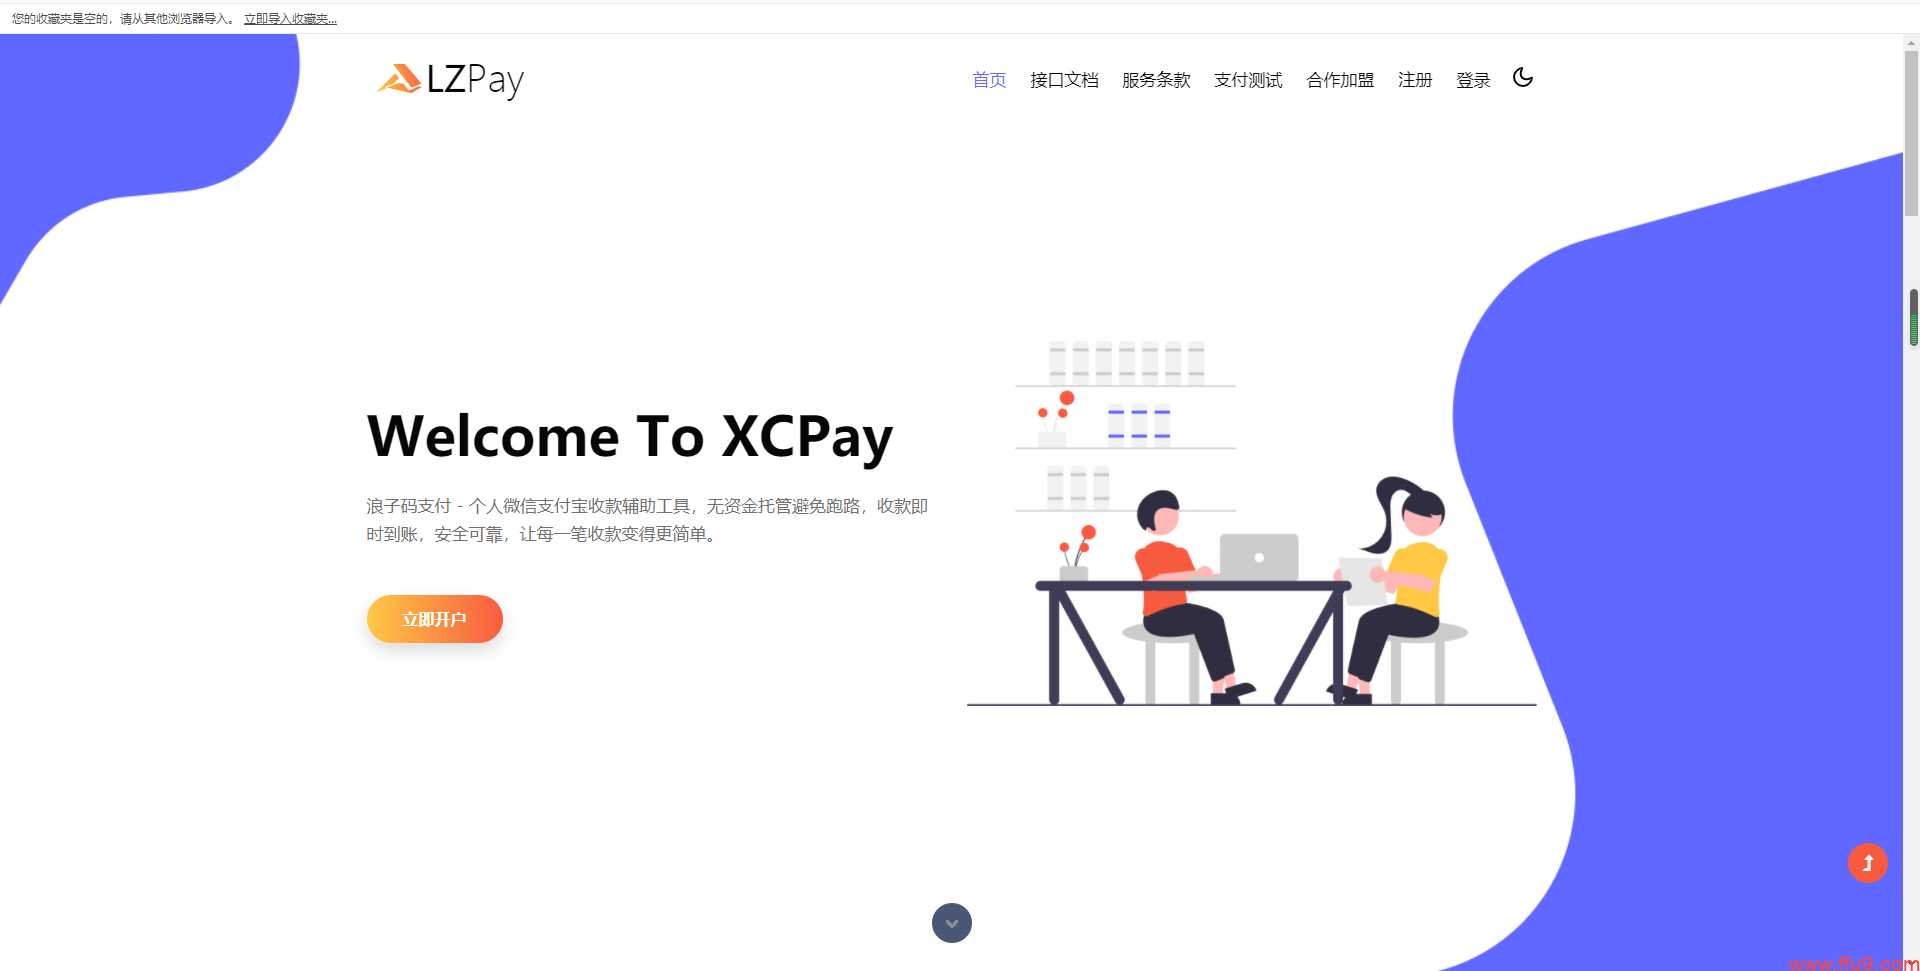 您的收藏夹是空的，请从其他浏览器导入。 立即导入收藏夹...
LZPay
首页 接口文档 服务条款 支付测试 合作加盟 注册 登录
Welcome To XCPay
浪子码支付 - 个人微信支付宝收款辅助工具，无资金托管避免跑路，收款即
时到账，安全可靠，让每一笔收款变得更简单。
立即开户
www.ffu9.com